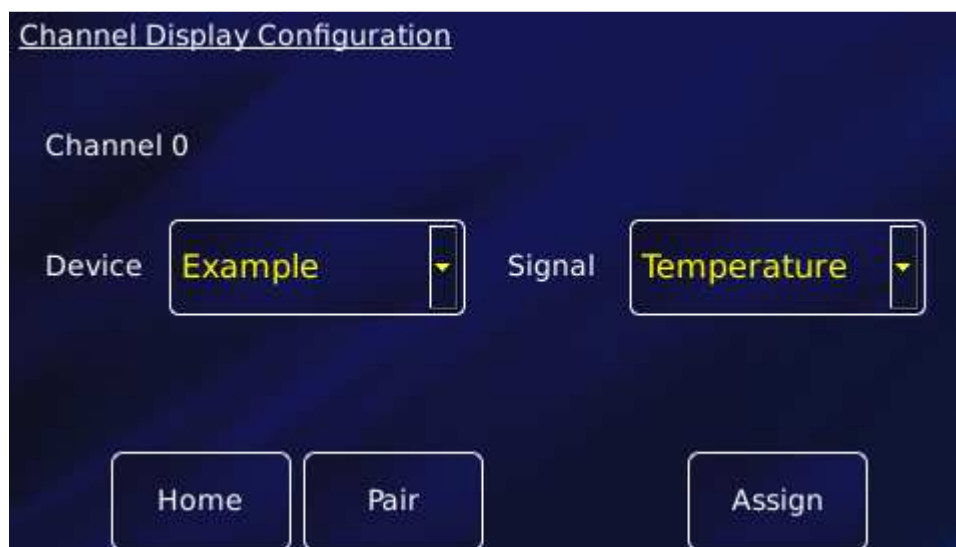 Channel Display Configuration
Channel 0
Device Example Signal Temperature
Home Pair Assign